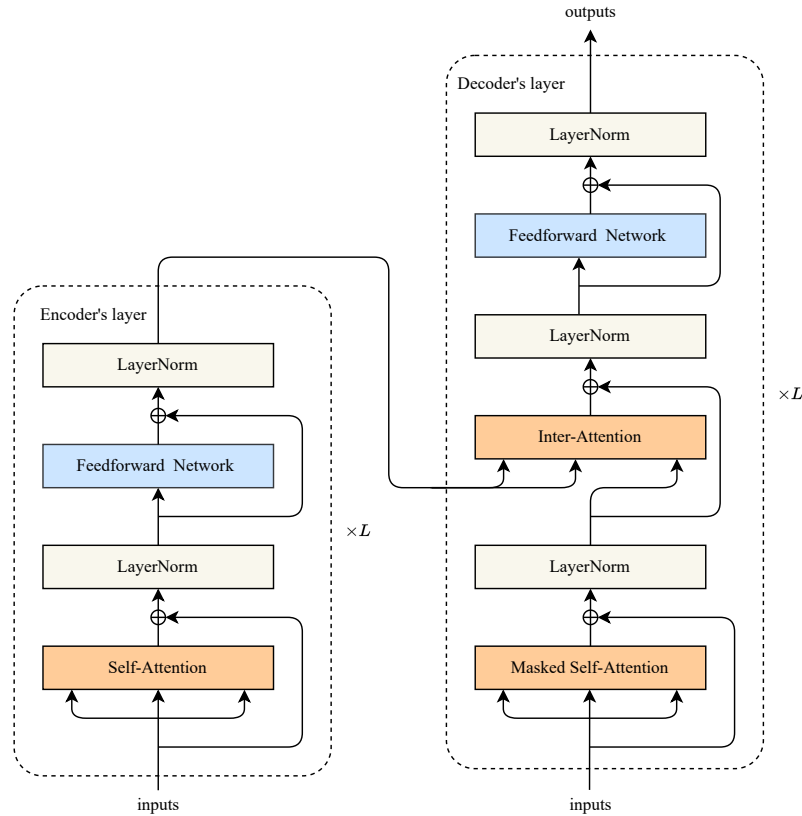 outputs
Decoder's layer
LayerNorm
Feedforward Network
LayerNorm
×L
Inter-Attention
LayerNorm
Masked Self-Attention
inputs
Encoder's layer
LayerNorm
Feedforward Network
×L
LayerNorm
Self-Attention
inputs